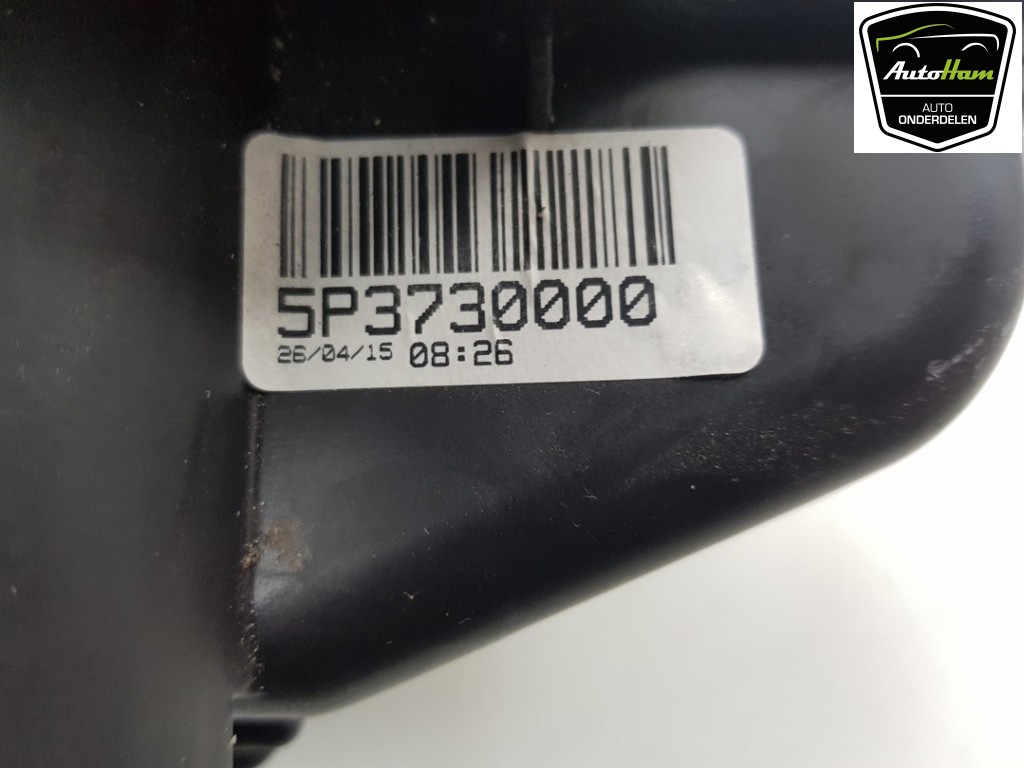 AutoHam
AUTO
ONDERDELEN
5P3730000
26/04/15 08:26